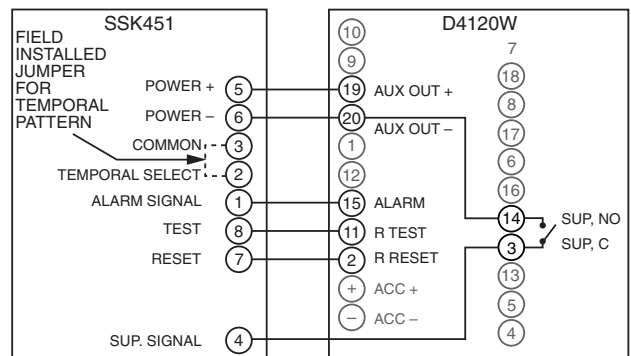 SSK451
FIELD
INSTALLED
JUMPER
FOR
TEMPORAL
PATTERN
POWER + 5
POWER – 6
COMMON 3
TEMPORAL SELECT 2
ALARM SIGNAL 1
TEST 8
RESET 7
SUP. SIGNAL 4
D4120W
10
9
19 AUX OUT +
20 AUX OUT –
1
12
15 ALARM
11 R TEST
2 R RESET
+ ACC +
– ACC –
7
18
8
17
6
16
14 SUP, NO
3 SUP, C
13
5
4